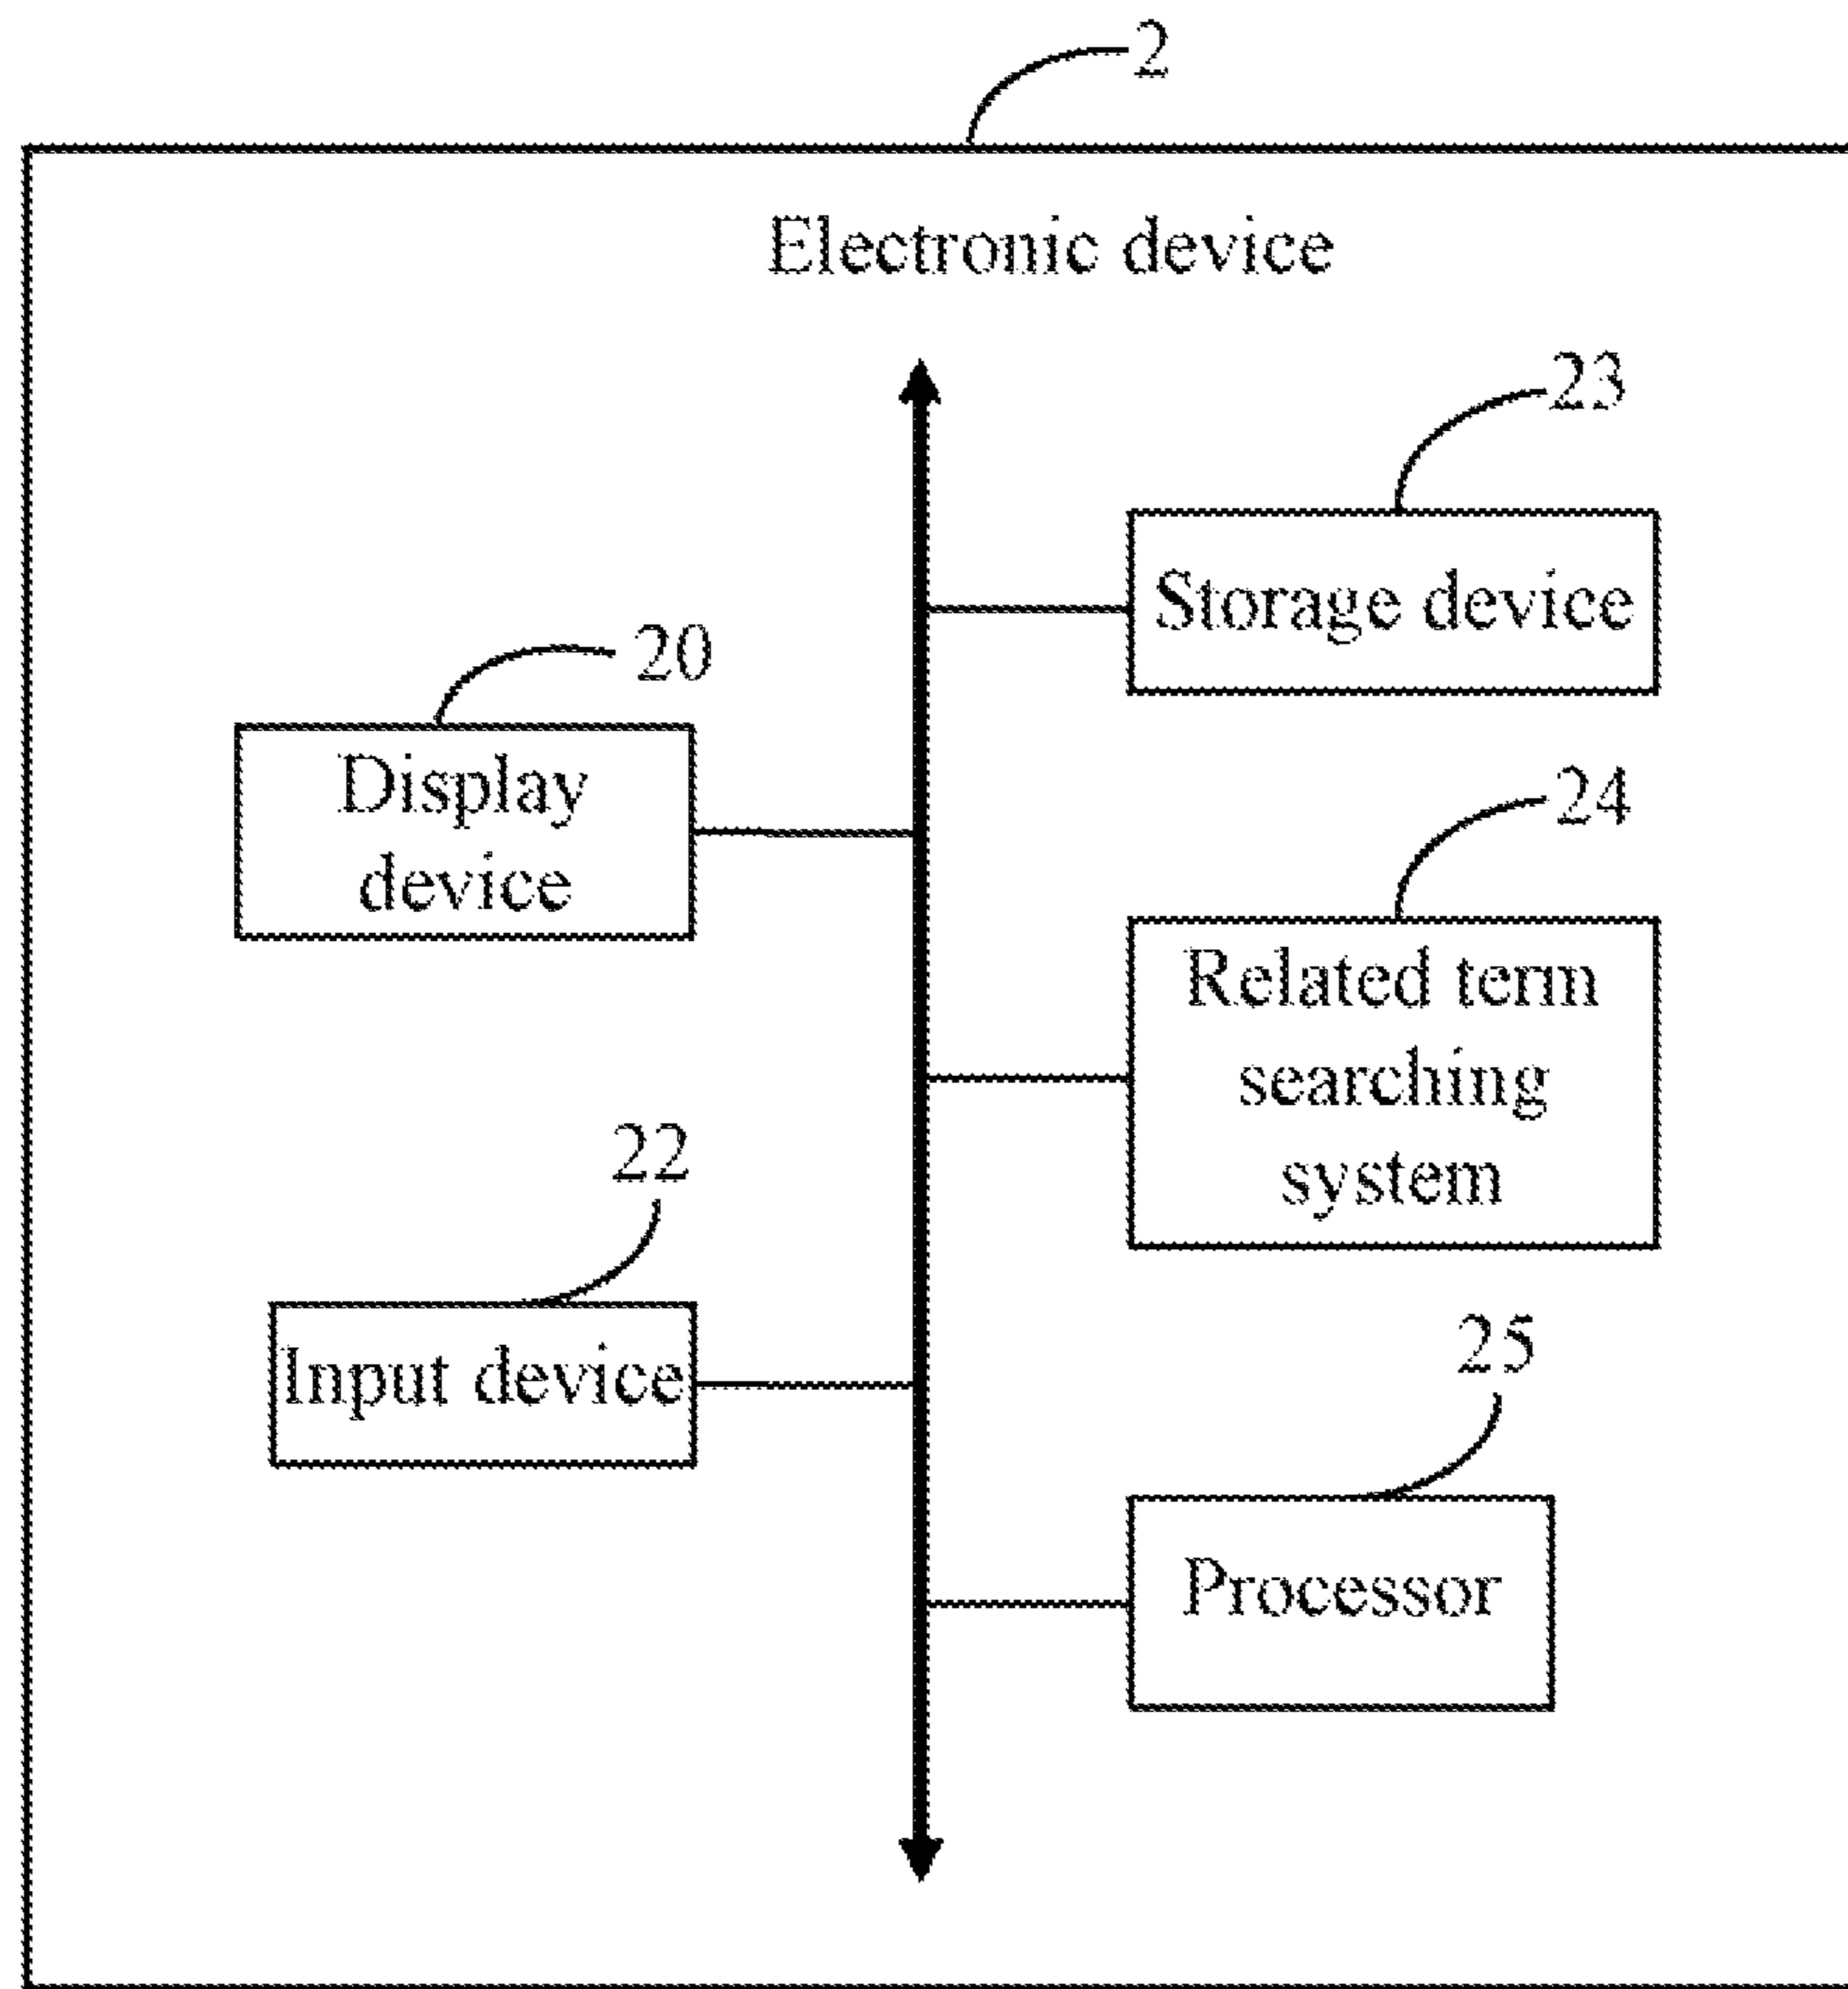 2
Electronic device
23
Storage device
20
Display
device
24
Related term
searching
system
22
Input device
25
Processor